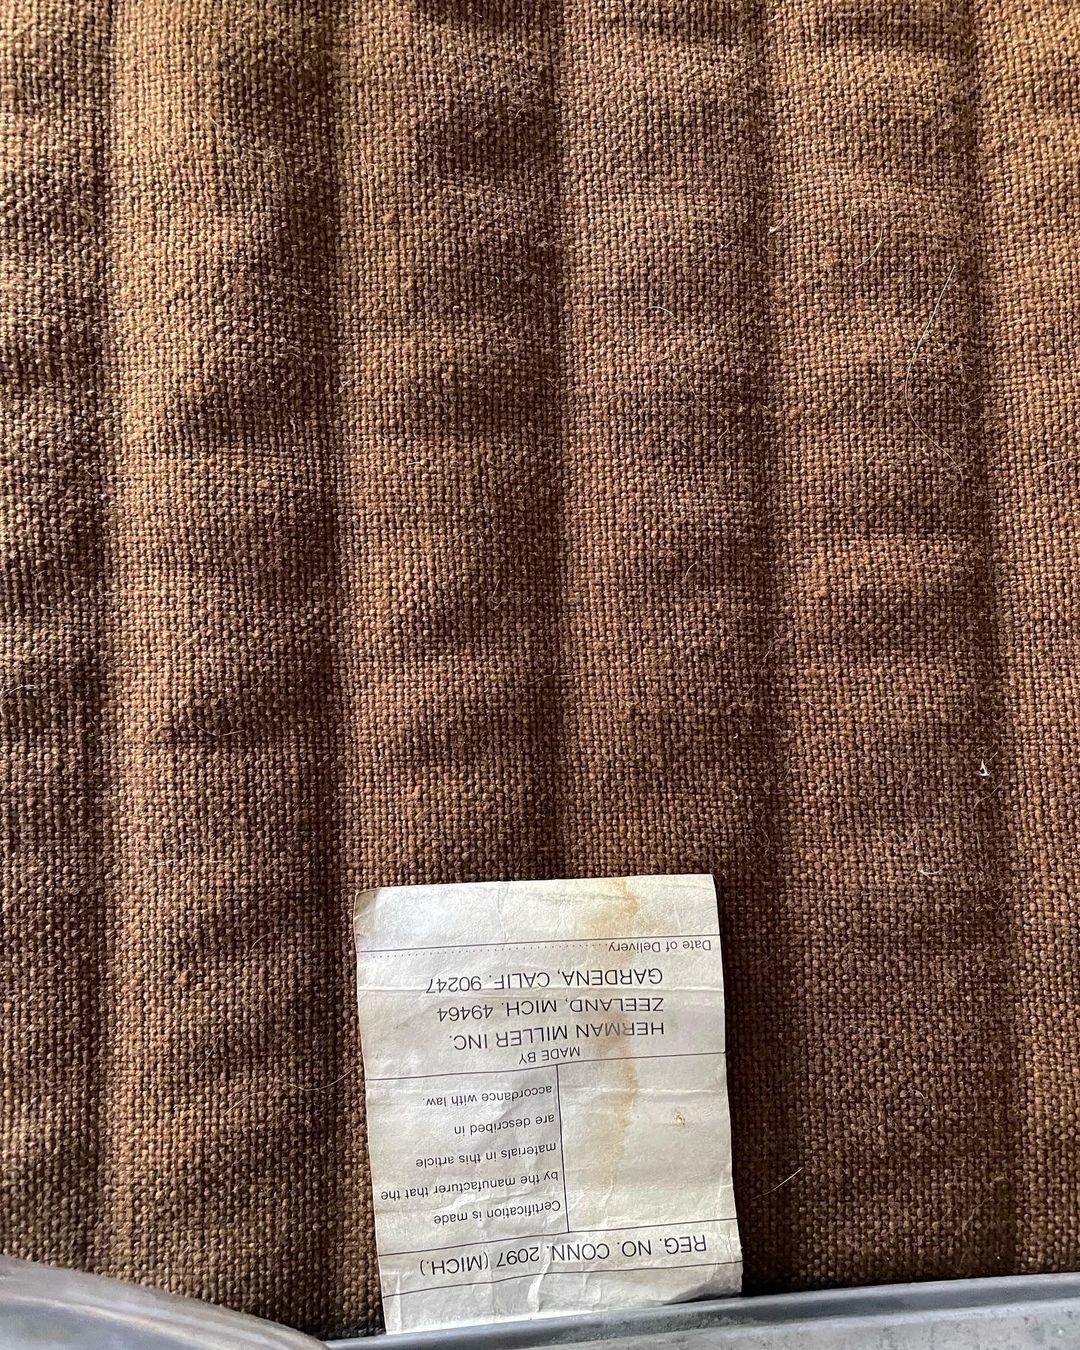 REG. NO. CONN. 2097 (MICH.)
Certification is made
by the manufacturer that the
materials in this article
are described in
accordance with law.
MADE BY
HERMAN MILLER INC.
ZEELAND, MICH. 49464
GARDENA, CALIF. 90247
Date of Delivery